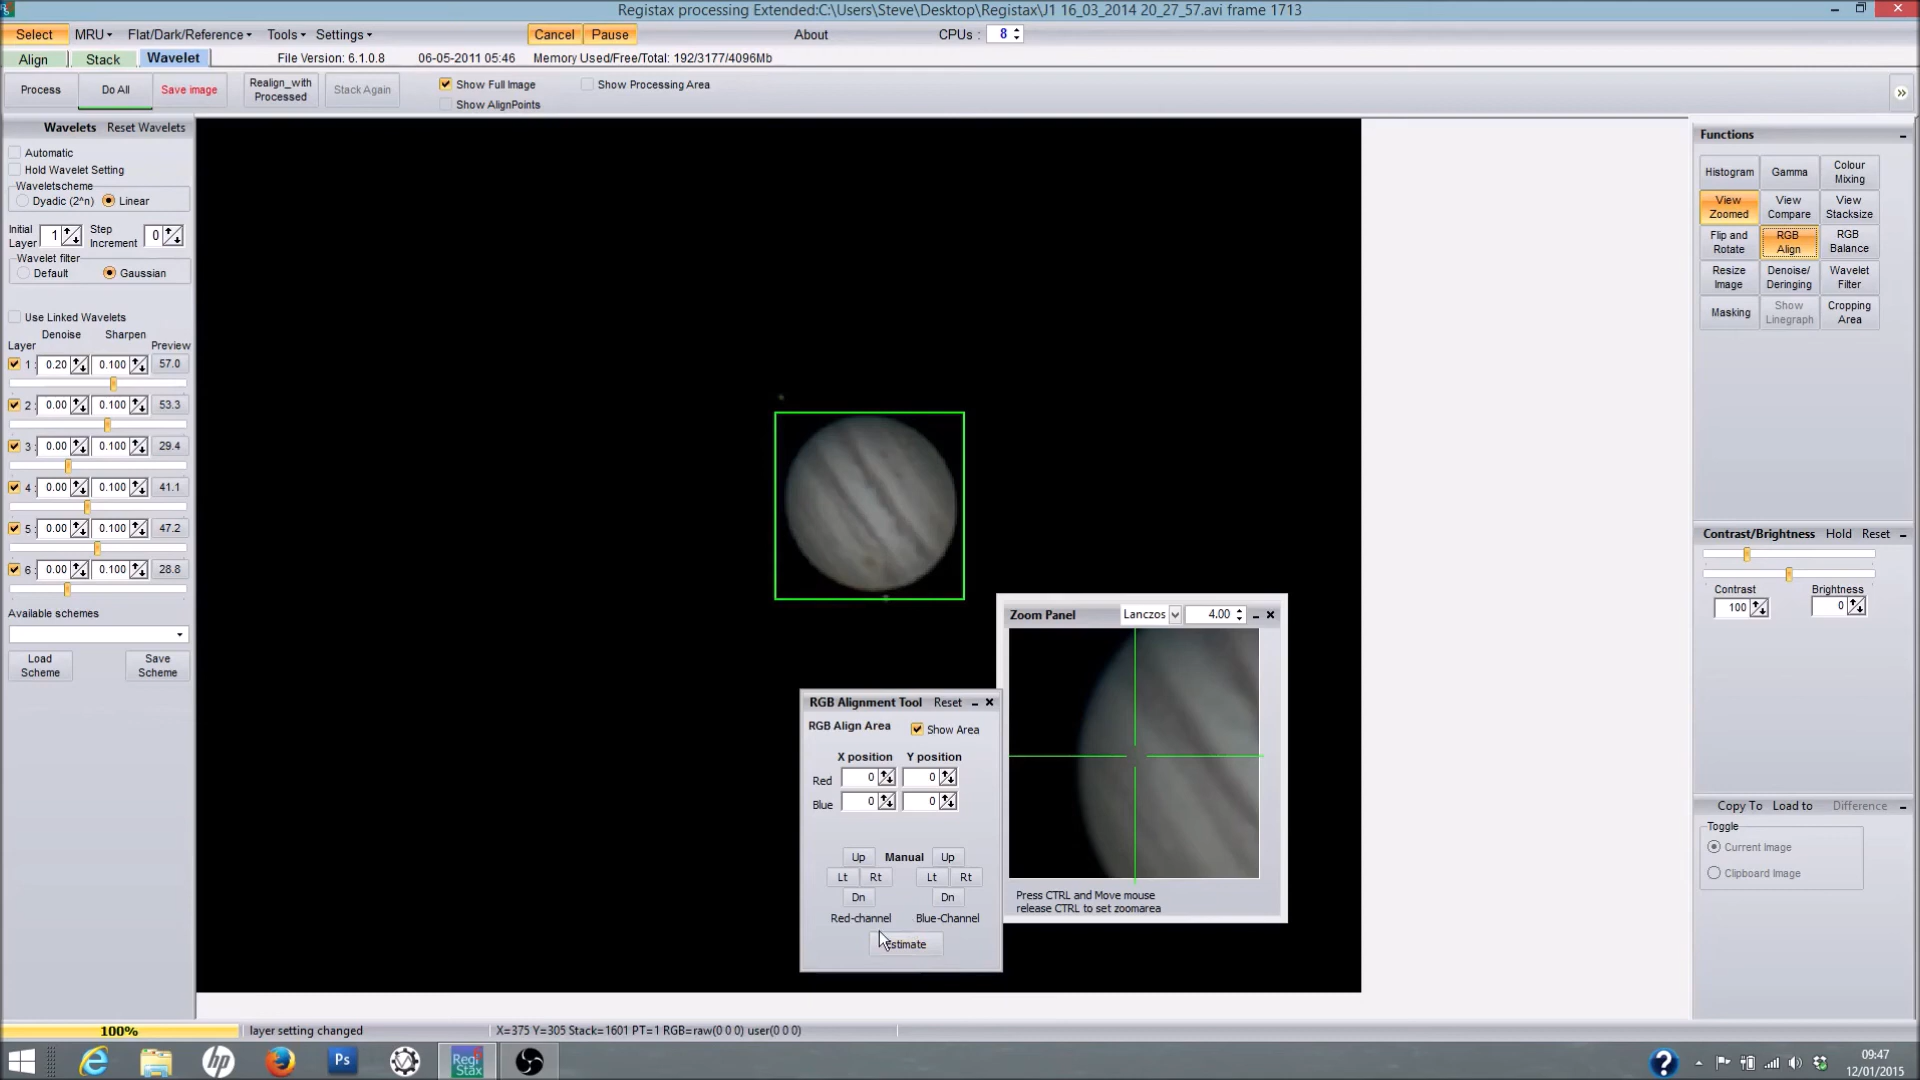 Registax processing Extended:C:\Users\Steve\Desktop\Registax\J1 16_03_2014 20_27_57.avi frame 1713
Select MRU Flat/Dark/Reference Tools Settings Cancel Pause About CPUs : 8
Align Stack Wavelet File Version: 6.1.0.8 06-05-2011 05:46 Memory Used/Free/Total: 192/3177/4096Mb
Process Do All Save image Realign_with Processed Stack Again Show Full Image Show Processing Area
Show AlignPoints
Wavelets Reset Wavelets
Automatic
Hold Wavelet Setting
Waveletscheme
Dyadic (2^n) Linear
Initial Layer 1 Step Increment 0
Wavelet filter
Default Gaussian
Use Linked Wavelets
Denoise Sharpen
Layer Preview
1 : 0.20 0.100 57.0
2 : 0.00 0.100 53.3
3 : 0.00 0.100 29.4
4 : 0.00 0.100 41.1
5 : 0.00 0.100 47.2
6 : 0.00 0.100 28.8
Available schemes
Load Scheme Save Scheme
Zoom Panel Lanczos 4.00
Press CTRL and Move mouse
release CTRL to set zoomarea
RGB Alignment Tool Reset
RGB Align Area Show Area
X position Y position
Red 0 0
Blue 0 0
Up Manual Up
Lt Rt Lt Rt
Dn Dn
Red-channel Blue-Channel
stimate
Functions
Histogram Gamma Colour Mixing
View Zoomed View Compare View Stacksize
Flip and Rotate RGB Align RGB Balance
Resize Image Denoise/ Deringing Wavelet Filter
Masking Show Linegraph Cropping Area
Contrast/Brightness Hold Reset
Contrast Brightness
100 0
Copy To Load to Difference
Toggle
Current Image
Clipboard Image
100% layer setting changed X=375 Y=305 Stack=1601 PT=1 RGB=raw(0 0 0) user(0 0 0)
hp Ps Regi Stax ?
09:47
12/01/2015